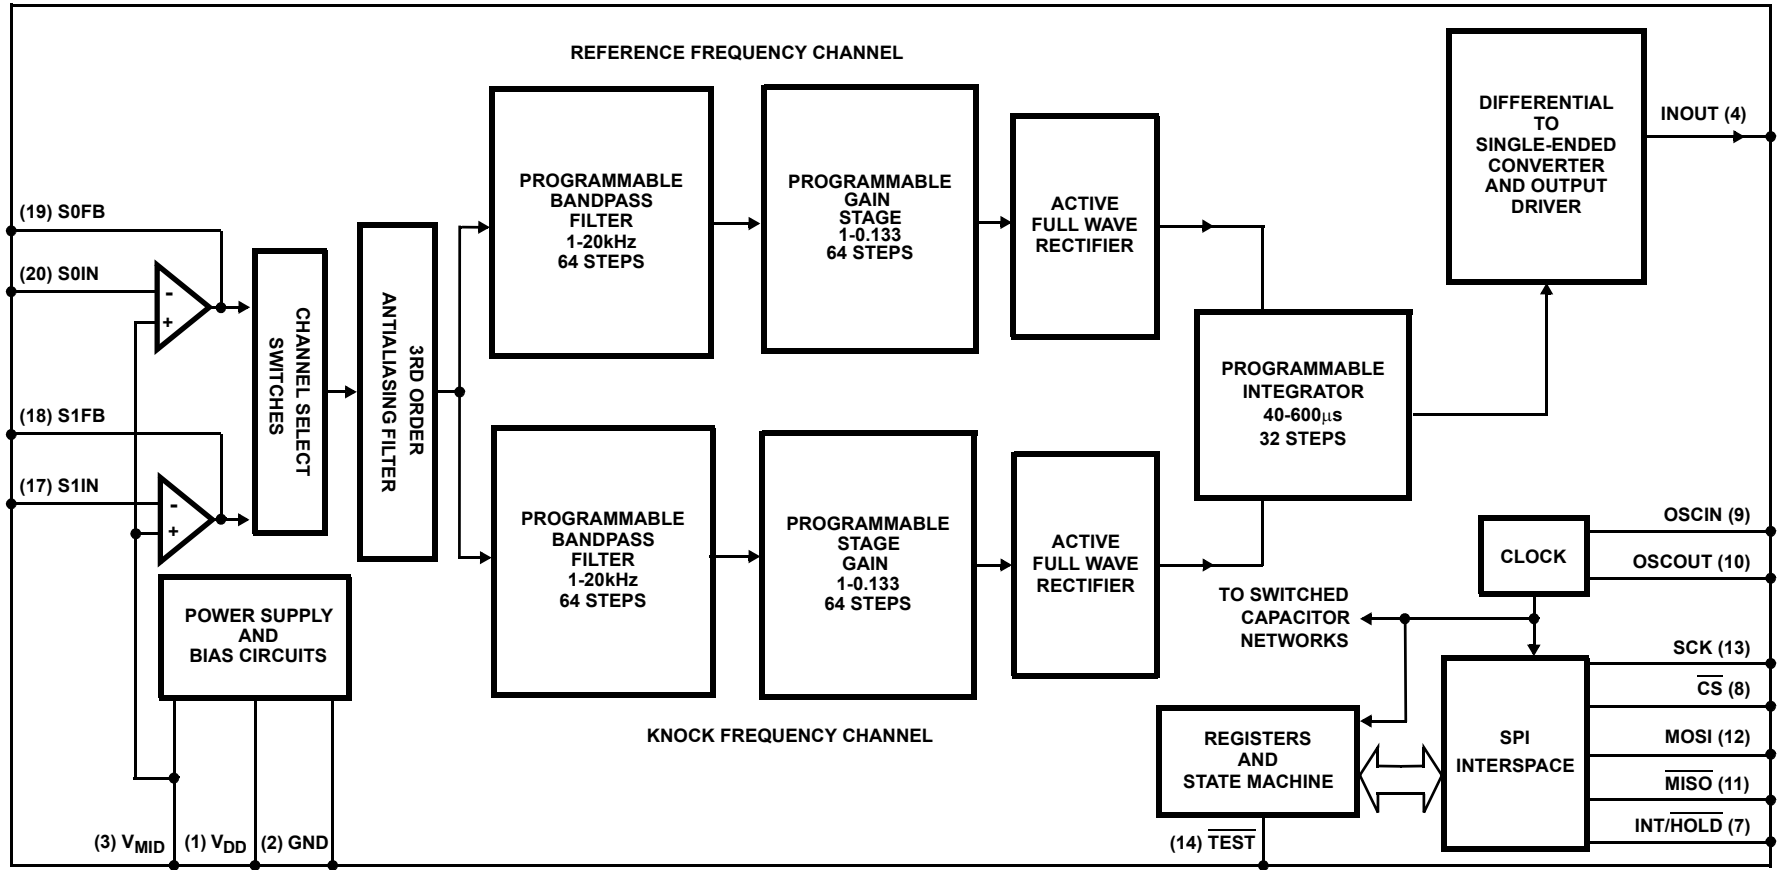 REFERENCE FREQUENCY CHANNEL
(19) S0FB
(20) S0IN
-
+
(18) S1FB
(17) S1IN
-
+
CHANNEL SELECT
SWITCHES
3RD ORDER
ANTIALIASING FILTER
PROGRAMMABLE
BANDPASS
FILTER
1-20kHz
64 STEPS
PROGRAMMABLE
GAIN
STAGE
1-0.133
64 STEPS
ACTIVE
FULL WAVE
RECTIFIER
PROGRAMMABLE
BANDPASS
FILTER
1-20kHz
64 STEPS
PROGRAMMABLE
STAGE
GAIN
1-0.133
64 STEPS
ACTIVE
FULL WAVE
RECTIFIER
KNOCK FREQUENCY CHANNEL
PROGRAMMABLE
INTEGRATOR
40-600μs
32 STEPS
DIFFERENTIAL
TO
SINGLE-ENDED
CONVERTER
AND OUTPUT
DRIVER
INOUT (4)
POWER SUPPLY
AND
BIAS CIRCUITS
(3) VMID
(1) VDD
(2) GND
CLOCK
OSCIN (9)
OSCOUT (10)
TO SWITCHED
CAPACITOR
NETWORKS
REGISTERS
AND
STATE MACHINE
(14) TEST
SPI
INTERSPACE
SCK (13)
CS (8)
MOSI (12)
MISO (11)
INT/HOLD (7)